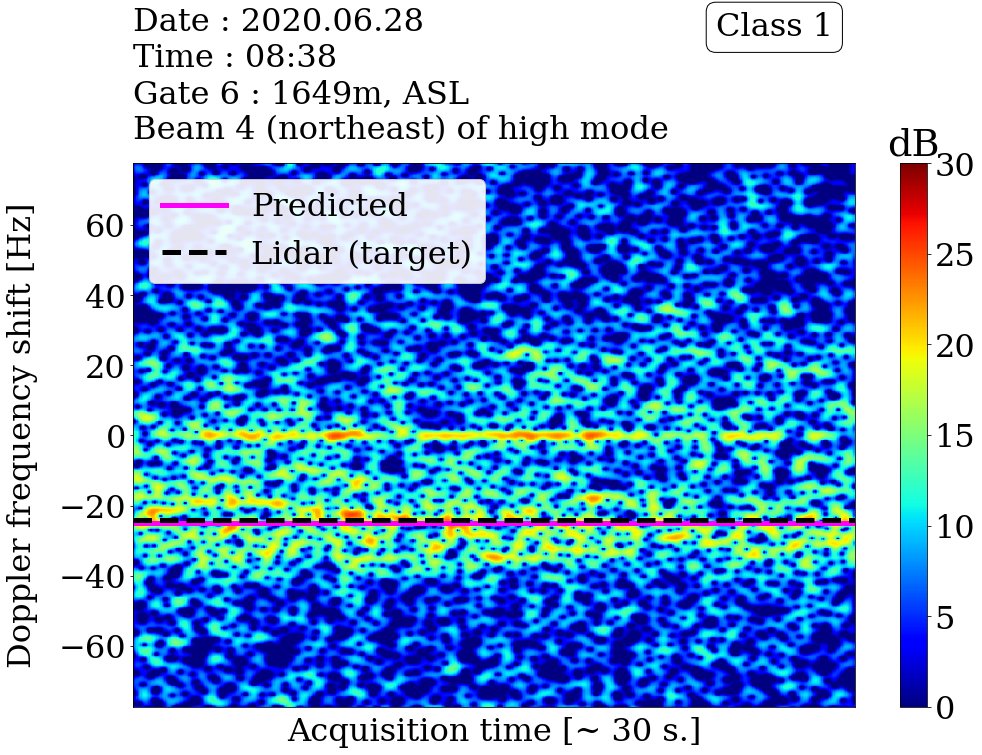 Date : 2020.06.28
Time : 08:38
Gate 6 : 1649m, ASL
Beam 4 (northeast) of high mode
Class 1
dB
30
25
20
15
10
5
0
Predicted
Lidar (target)
Doppler frequency shift [Hz]
60
40
20
0
−20
−40
−60
Acquisition time [~ 30 s.]